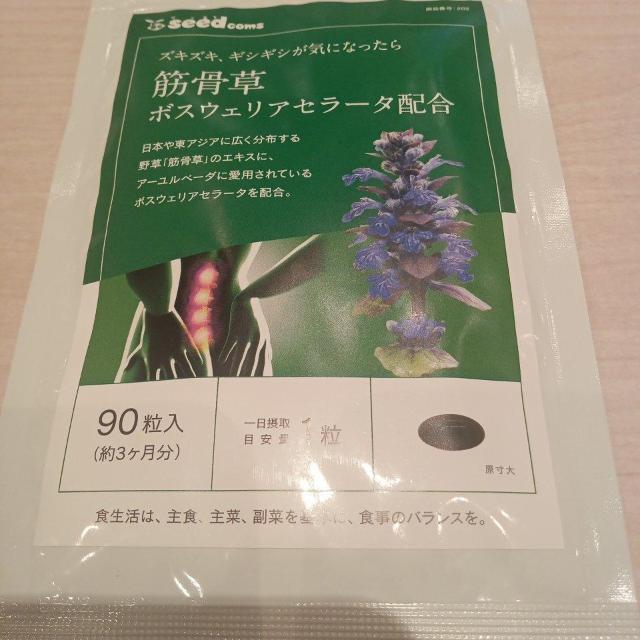 seedcoms
ズキズキ、ギシギシが気になったら
筋骨草
ボスウェリアセラータ配合
日本や東アジアに広く分布する
野草「筋骨草」のエキスに、
アーユルベーダに愛用されている
ボスウェリアセラータを配合。
90粒入
(約3ヶ月分)
一日摂取
目安量
1粒
原寸大
食生活は、主食、主菜、副菜を基本に、食事のバランスを。